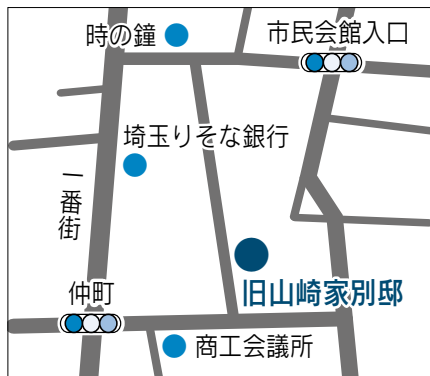 時の鐘
市民会館入口
埼玉りそな銀行
一番街
旧山崎家別邸
仲町
商工会議所